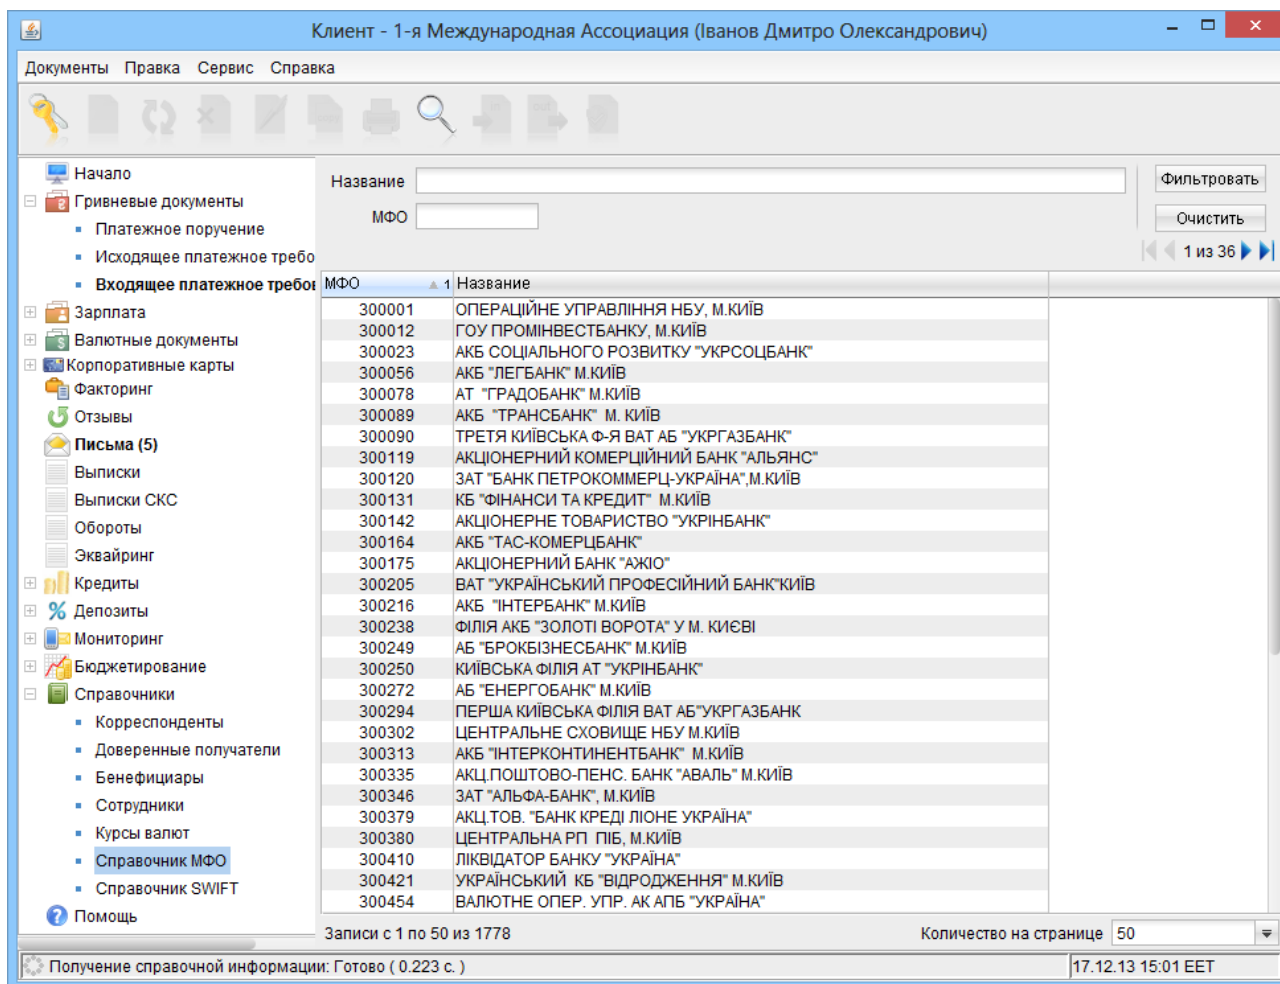 Клиент - 1-я Международная Ассоциация (Іванов Дмитро Олександрович)
Документы Правка Сервис Справка
Начало
Гривневые документы
Платежное поручение
Исходящее платежное требо
Входящее платежное требо
Зарплата
Валютные документы
Корпоративные карты
Факторинг
Отзывы
Письма (5)
Выписки
Выписки СКС
Обороты
Эквайринг
Кредиты
Депозиты
Мониторинг
Бюджетирование
Справочники
Корреспонденты
Доверенные получатели
Бенефициары
Сотрудники
Курсы валют
Справочник МФО
Справочник SWIFT
Помощь
Название
Фильтровать
МФО
Очистить
1 из 36
МФО 1 Название
300001 ОПЕРАЦІЙНЕ УПРАВЛІННЯ НБУ, М.КИЇВ
300012 ГОУ ПРОМІНВЕСТБАНКУ, М.КИЇВ
300023 АКБ СОЦІАЛЬНОГО РОЗВИТКУ "УКРСОЦБАНК"
300056 АКБ "ЛЕГБАНК" М.КИЇВ
300078 АТ "ГРАДОБАНК" М.КИЇВ
300089 АКБ "ТРАНСБАНК" М. КИЇВ
300090 ТРЕТЯ КИЇВСЬКА Ф-Я ВАТ АБ "УКРГАЗБАНК"
300119 АКЦІОНЕРНИЙ КОМЕРЦІЙНИЙ БАНК "АЛЬЯНС"
300120 ЗАТ "БАНК ПЕТРОКОММЕРЦ-УКРАЇНА",М.КИЇВ
300131 КБ "ФІНАНСИ ТА КРЕДИТ" М.КИЇВ
300142 АКЦІОНЕРНЕ ТОВАРИСТВО "УКРІНБАНК"
300164 АКБ "ТАС-КОМЕРЦБАНК"
300175 АКЦІОНЕРНИЙ БАНК "АЖІО"
300205 ВАТ "УКРАЇНСЬКИЙ ПРОФЕСІЙНИЙ БАНК"КИЇВ
300216 АКБ "ІНТЕРБАНК" М.КИЇВ
300238 ФІЛІЯ АКБ "ЗОЛОТІ ВОРОТА" У М. КИЄВІ
300249 АБ "БРОКБІЗНЕСБАНК" М.КИЇВ
300250 КИЇВСЬКА ФІЛІЯ АТ "УКРІНБАНК"
300272 АБ "ЕНЕРГОБАНК" М.КИЇВ
300294 ПЕРША КИЇВСЬКА ФІЛІЯ ВАТ АБ"УКРГАЗБАНК
300302 ЦЕНТРАЛЬНЕ СХОВИЩЕ НБУ М.КИЇВ
300313 АКБ "ІНТЕРКОНТИНЕНТБАНК" М.КИЇВ
300335 АКЦ.ПОШТОВО-ПЕНС. БАНК "АВАЛЬ" М.КИЇВ
300346 ЗАТ "АЛЬФА-БАНК", М.КИЇВ
300379 АКЦ.ТОВ. "БАНК КРЕДІ ЛІОНЕ УКРАЇНА"
300380 ЦЕНТРАЛЬНА РП ПІБ, М.КИЇВ
300410 ЛІКВІДАТОР БАНКУ "УКРАЇНА"
300421 УКРАЇНСЬКИЙ КБ "ВІДРОДЖЕННЯ" М.КИЇВ
300454 ВАЛЮТНЕ ОПЕР. УПР. АК АПБ "УКРАЇНА"
Записи с 1 по 50 из 1778 Количество на странице 50
Получение справочной информации: Готово ( 0.223 с. ) 17.12.13 15:01 EET